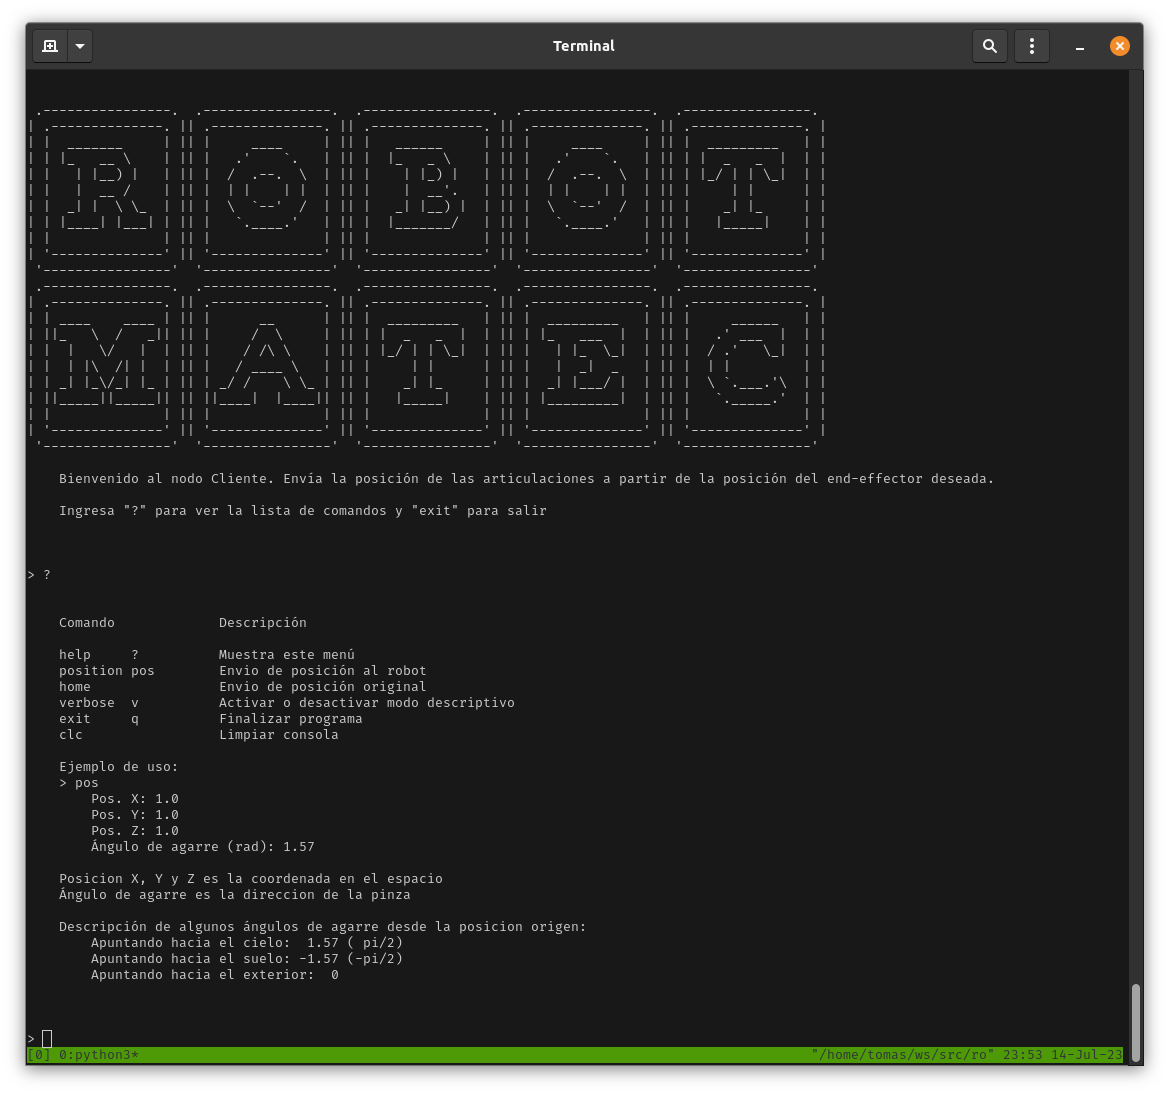 Terminal
ROBOT
MATEC
Bienvenido al nodo Cliente. Envía la posición de las articulaciones a partir de la posición del end-effector deseada.
Ingresa "?" para ver la lista de comandos y "exit" para salir
> ?
Comando Descripción
help ? Muestra este menú
position pos Envio de posición al robot
home Envio de posición original
verbose v Activar o desactivar modo descriptivo
exit q Finalizar programa
clc Limpiar consola
Ejemplo de uso:
> pos
Pos. X: 1.0
Pos. Y: 1.0
Pos. Z: 1.0
Ángulo de agarre (rad): 1.57
Posicion X, Y y Z es la coordenada en el espacio
Ángulo de agarre es la direccion de la pinza
Descripción de algunos ángulos de agarre desde la posicion origen:
Apuntando hacia el cielo: 1.57 ( pi/2)
Apuntando hacia el suelo: -1.57 (-pi/2)
Apuntando hacia el exterior: 0
>
[0] 0:python3* "/home/tomas/ws/src/ro" 23:53 14-Jul-23